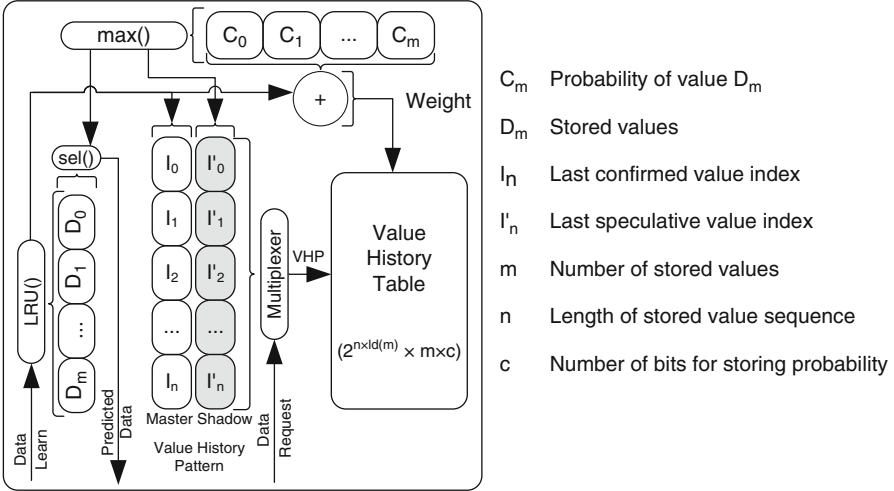 max()
C0 C1 ... Cm
+
Weight
sel()
D0
D1
...
Dm
LRU()
I0 I'0
I1 I'1
I2 I'2
... ...
In I'n
Master Shadow
Value History
Pattern
Multiplexer
VHP
Value
History
Table
(2^n×ld(m) × m×c)
Data
Learn
Predicted
Data
Data
Request
Cm Probability of value Dm
Dm Stored values
In Last confirmed value index
I'n Last speculative value index
m Number of stored values
n Length of stored value sequence
c Number of bits for storing probability